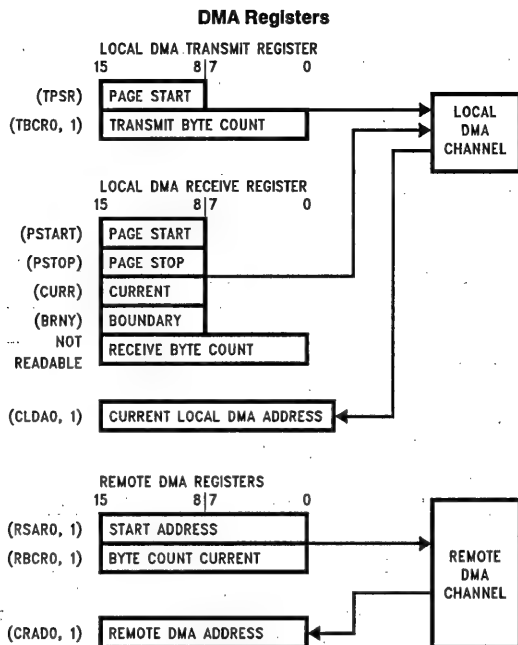 DMA Registers
LOCAL DMA TRANSMIT REGISTER
15 8 7 0
(TPSR) PAGE START
(TBCR0, 1) TRANSMIT BYTE COUNT
LOCAL DMA CHANNEL
LOCAL DMA RECEIVE REGISTER
15 8 7 0
(PSTART) PAGE START
(PSTOP) PAGE STOP
(CURR) CURRENT
(BRNY) BOUNDARY
NOT READABLE RECEIVE BYTE COUNT
(CLDA0, 1) CURRENT LOCAL DMA ADDRESS
REMOTE DMA REGISTERS
15 8 7 0
(RSAR0, 1) START ADDRESS
(RBCR0, 1) BYTE COUNT CURRENT
REMOTE DMA CHANNEL
(CRAD0, 1) REMOTE DMA ADDRESS